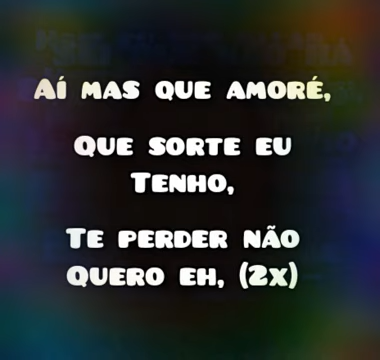 Aí mas que amoré,
Que sorte eu
Tenho,
Te perder não
Quero eh, (2x)